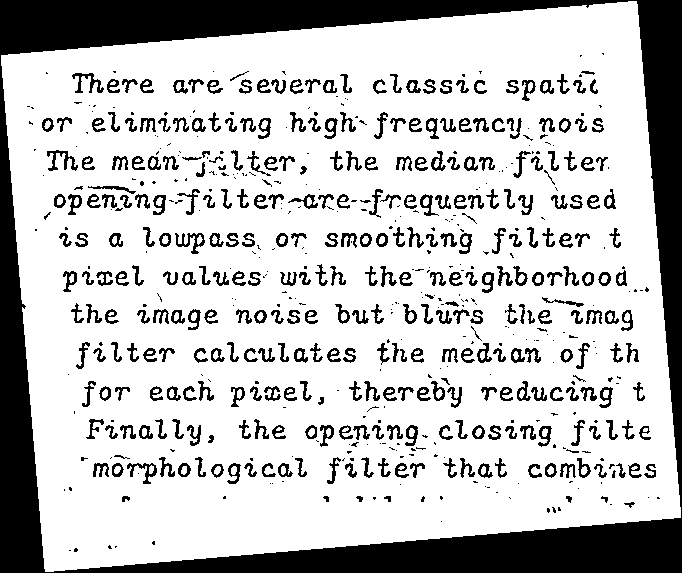 There are several classic spati
or eliminating high frequency nois
The mean filter, the median filter
opening filter are frequently used
is a lowpass or smoothing filter t
pixel values with the neighborhood
the image noise but blurs the imag
filter calculates the median of th
for each pixel, thereby reducing t
Finally, the opening closing filte
morphological filter that combines